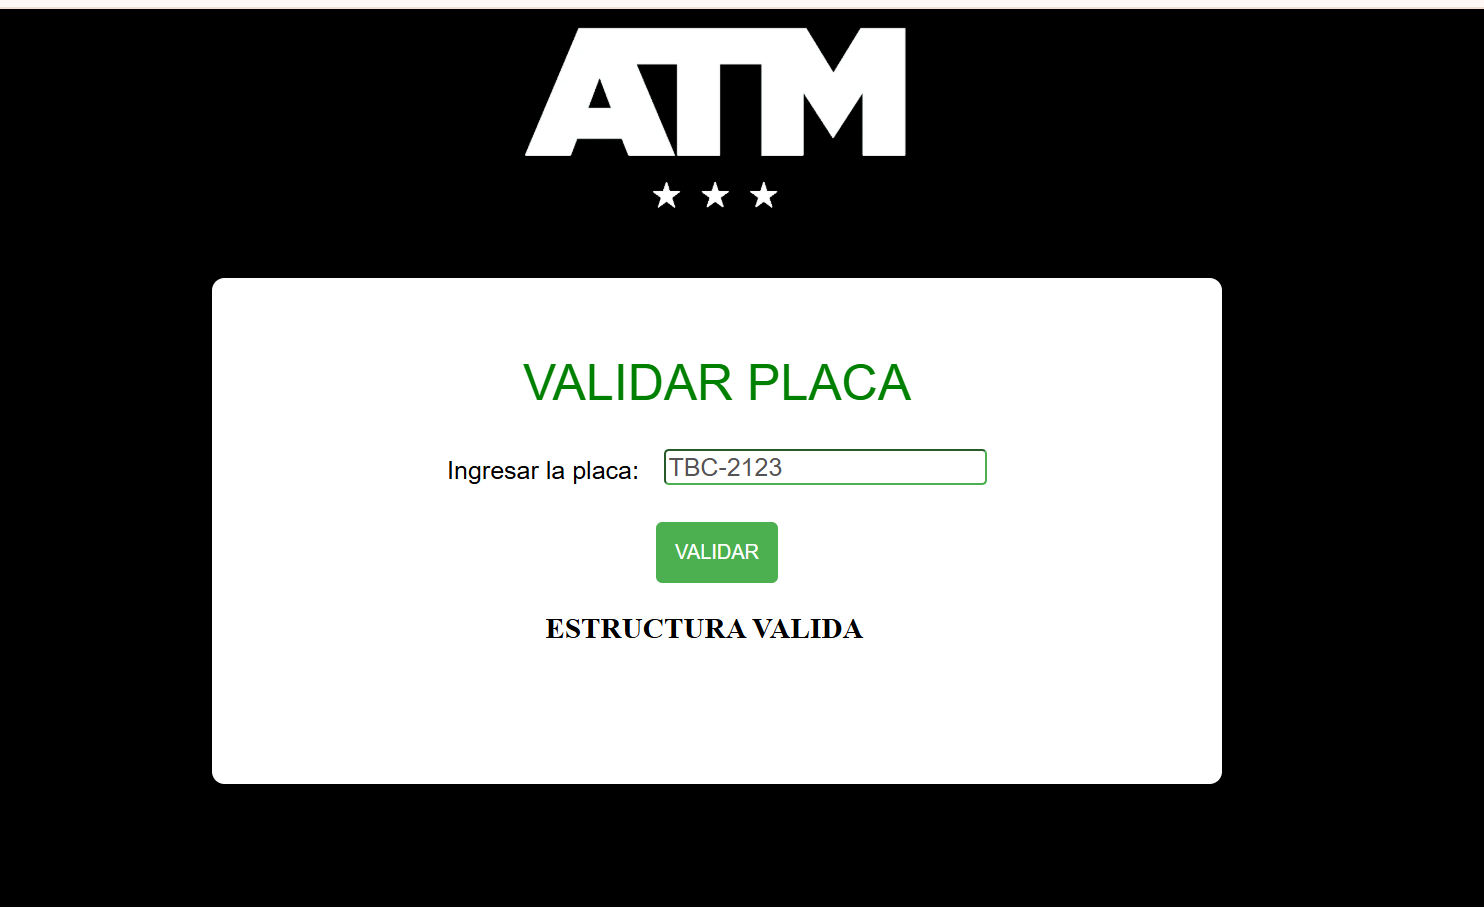 ATM
VALIDAR PLACA
Ingresar la placa: TBC-2123
VALIDAR
ESTRUCTURA VALIDA